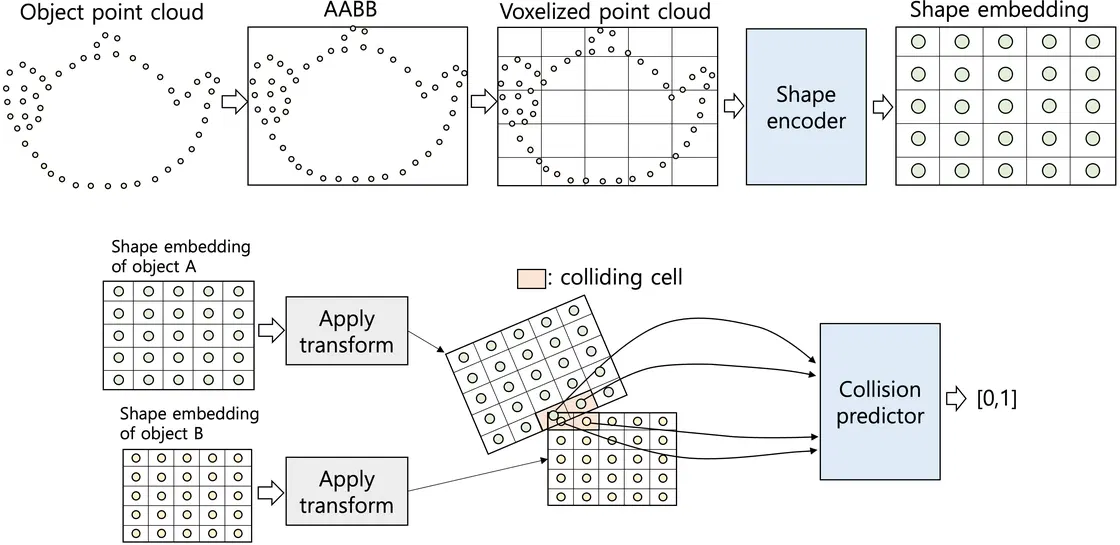 Object point cloud
AABB
Voxelized point cloud
Shape embedding
Shape
encoder
Shape embedding
of object A
: colliding cell
Apply
transform
Collision
predictor
[0,1]
Shape embedding
of object B
Apply
transform